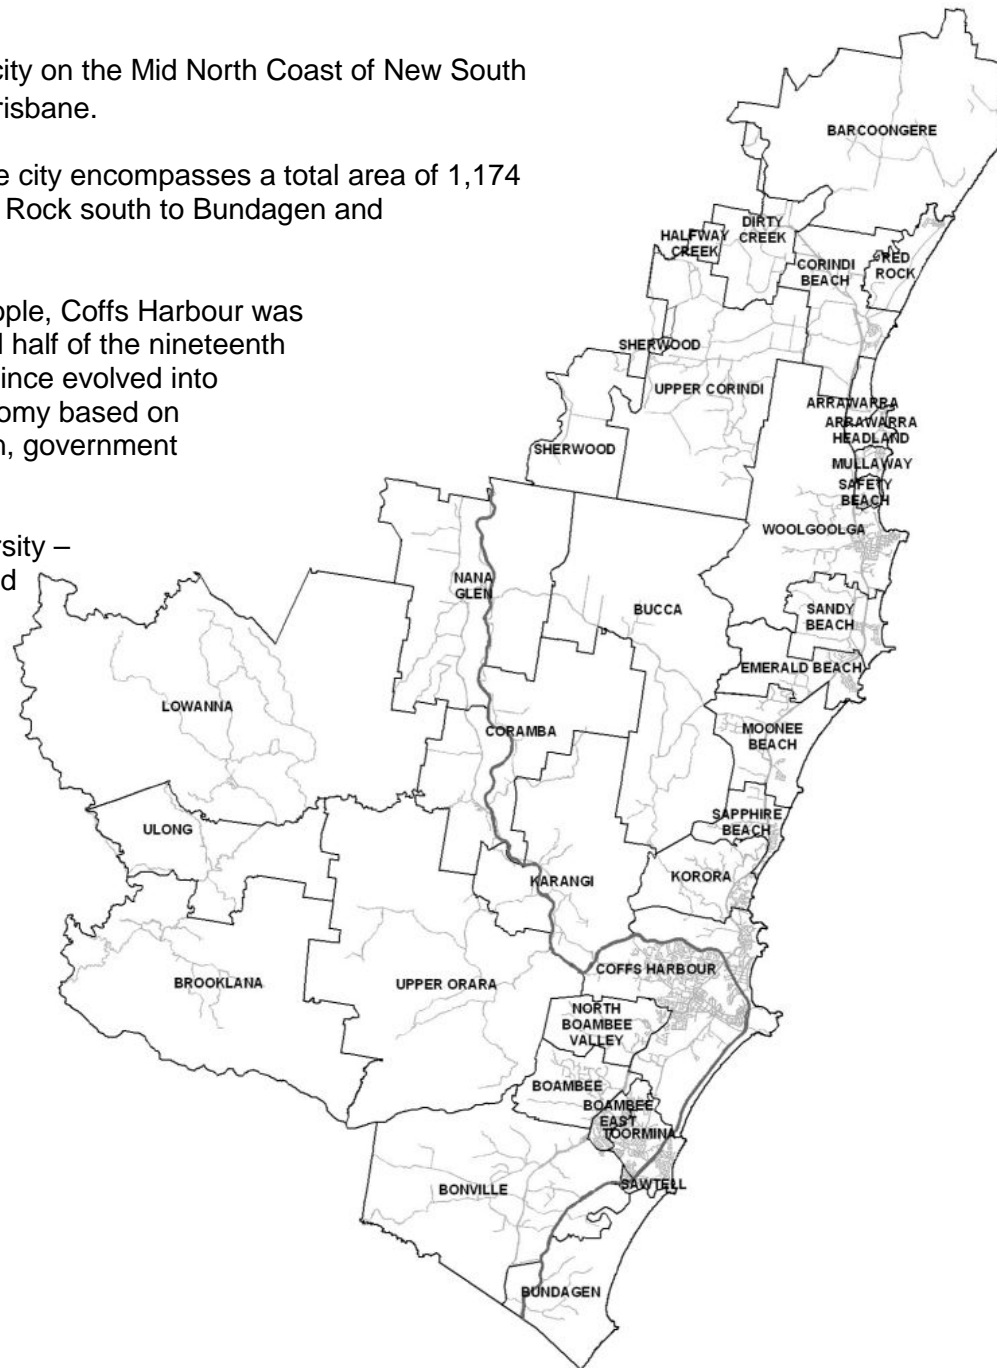 city on the Mid North Coast of New South
risbane.
e city encompasses a total area of 1,174
Rock south to Bundagen and
ople, Coffs Harbour was
l half of the nineteenth
since evolved into
omy based on
n, government
rsity –
d
BARCOONGERE
DIRTY
CREEK
HALFWAY
CREEK
CORINDI
BEACH
RED
ROCK
SHERWOOD
UPPER CORINDI
ARRAWARRA
ARRAWARRA
HEADLAND
SHERWOOD
MULLAWAY
SAFETY
BEACH
WOOLGOOLGA
NANA
GLEN
BUCCA
SANDY
BEACH
EMERALD BEACH
LOWANNA
CORAMBA
MOONEE
BEACH
SAPPHIRE
BEACH
ULONG
KARANGI
KORORA
BROOKLANA
UPPER ORARA
COFFS HARBOUR
NORTH
BOAMBEE
VALLEY
BOAMBEE
BOAMBEE
EAST
TOORMINA
BONVILLE
SAWTELL
BUNDAGEN